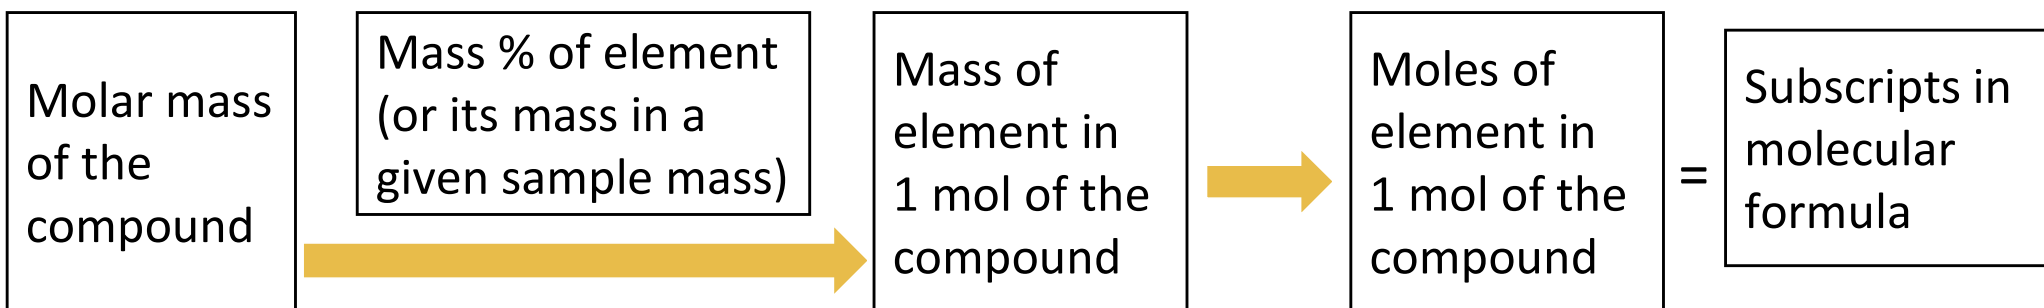 Molar mass
of the
compound
Mass % of element
(or its mass in a
given sample mass)
Mass of
element in
1 mol of the
compound
Moles of
element in
1 mol of the
compound
=
Subscripts in
molecular
formula